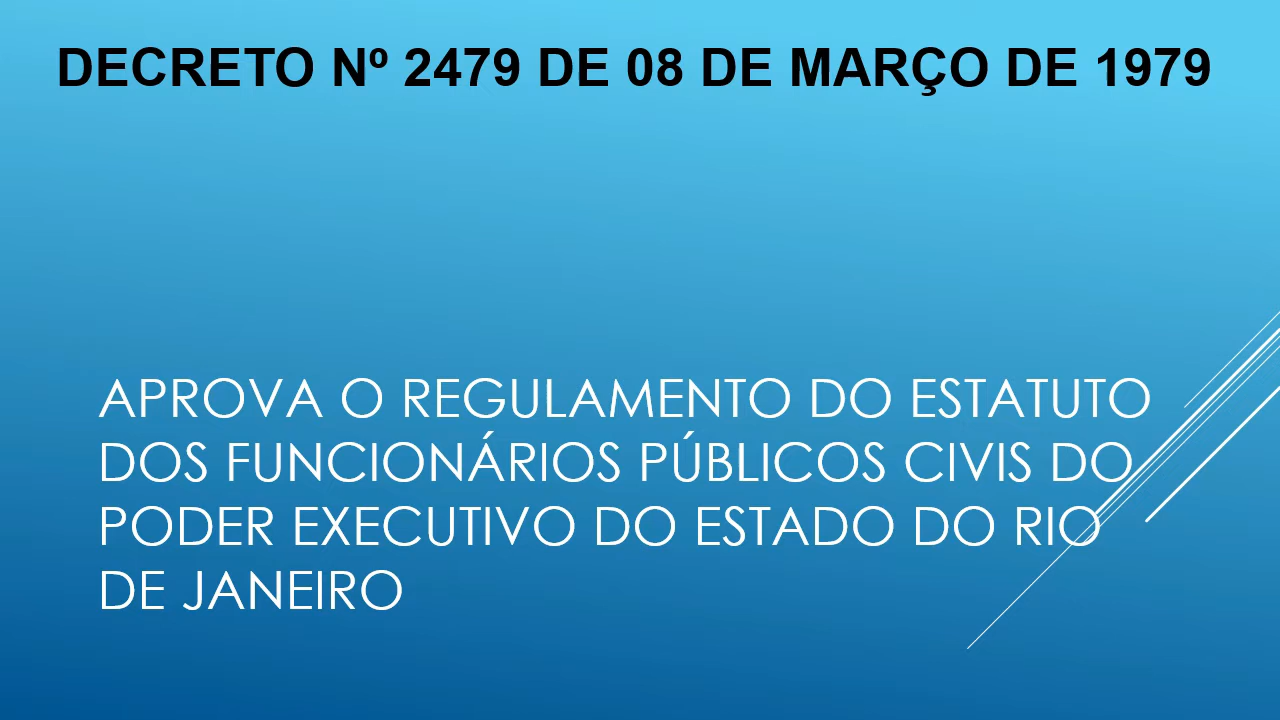 DECRETO Nº 2479 DE 08 DE MARÇO DE 1979
APROVA O REGULAMENTO DO ESTATUTO
DOS FUNCIONÁRIOS PÚBLICOS CIVIS DO
PODER EXECUTIVO DO ESTADO DO RIO
DE JANEIRO